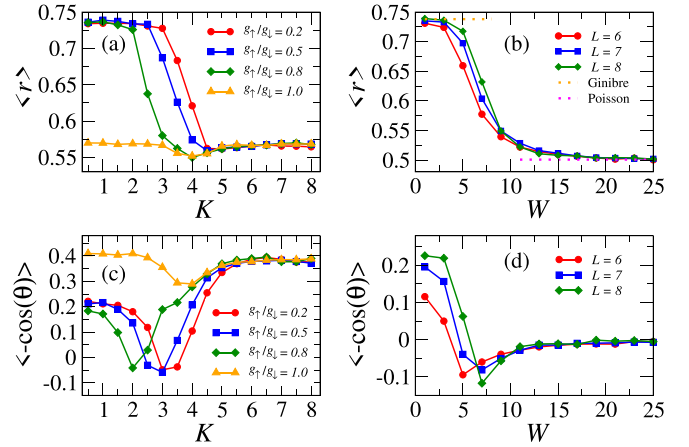 0.75
0.7
0.65
0.6
0.55
<r>
(a)
g↑/g↓ = 0.2
g↑/g↓ = 0.5
g↑/g↓ = 0.8
g↑/g↓ = 1.0
1 2 3 4 5 6 7 8
K
0.75
0.7
0.65
0.6
0.55
0.5
<r>
(b)
L = 6
L = 7
L = 8
Ginibre
Poisson
0 5 10 15 20 25
W
0.4
0.3
0.2
0.1
0
-0.1
<-cos(θ)>
(c)
g↑/g↓ = 0.2
g↑/g↓ = 0.5
g↑/g↓ = 0.8
g↑/g↓ = 1.0
1 2 3 4 5 6 7 8
K
0.2
0.1
0
-0.1
<-cos(θ)>
(d)
L = 6
L = 7
L = 8
0 5 10 15 20 25
W